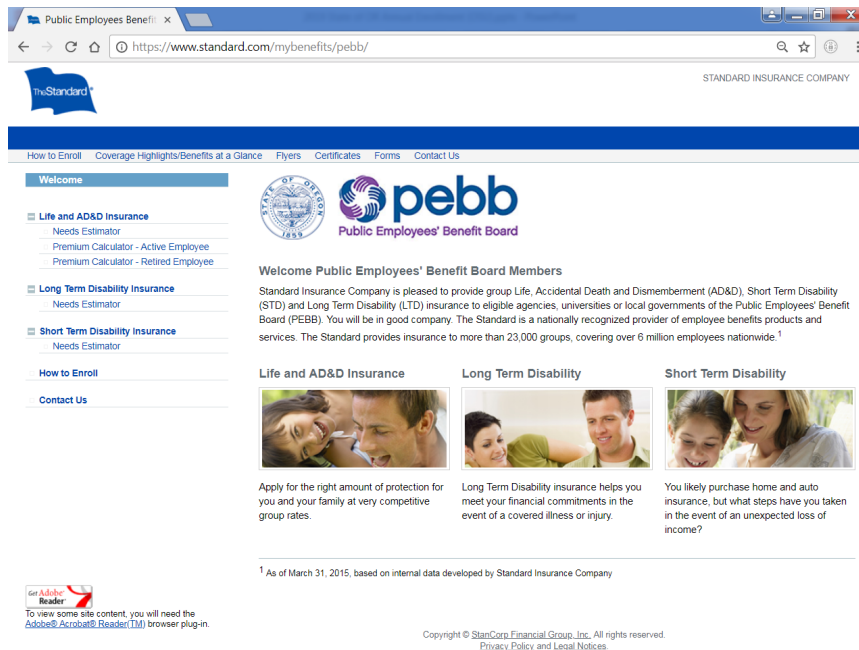 Public Employees Benefit
https://www.standard.com/mybenefits/pebb/
TheStandard®
STANDARD INSURANCE COMPANY
How to Enroll Coverage Highlights/Benefits at a Glance Flyers Certificates Forms Contact Us
Welcome
Life and AD&D Insurance
Needs Estimator
Premium Calculator - Active Employee
Premium Calculator - Retired Employee
Long Term Disability Insurance
Needs Estimator
Short Term Disability Insurance
Needs Estimator
How to Enroll
Contact Us
STATE OF OREGON
1859
pebb
Public Employees' Benefit Board
Welcome Public Employees' Benefit Board Members
Standard Insurance Company is pleased to provide group Life, Accidental Death and Dismemberment (AD&D), Short Term Disability
(STD) and Long Term Disability (LTD) insurance to eligible agencies, universities or local governments of the Public Employees' Benefit
Board (PEBB). You will be in good company. The Standard is a nationally recognized provider of employee benefits products and
services. The Standard provides insurance to more than 23,000 groups, covering over 6 million employees nationwide.1
Life and AD&D Insurance
Apply for the right amount of protection for
you and your family at very competitive
group rates.
Long Term Disability
Long Term Disability insurance helps you
meet your financial commitments in the
event of a covered illness or injury.
Short Term Disability
You likely purchase home and auto
insurance, but what steps have you taken
in the event of an unexpected loss of
income?
1 As of March 31, 2015, based on internal data developed by Standard Insurance Company
Get Adobe®
Reader®
To view some site content, you will need the
Adobe® Acrobat® Reader(TM) browser plug-in.
Copyright © StanCorp Financial Group, Inc. All rights reserved.
Privacy Policy and Legal Notices.